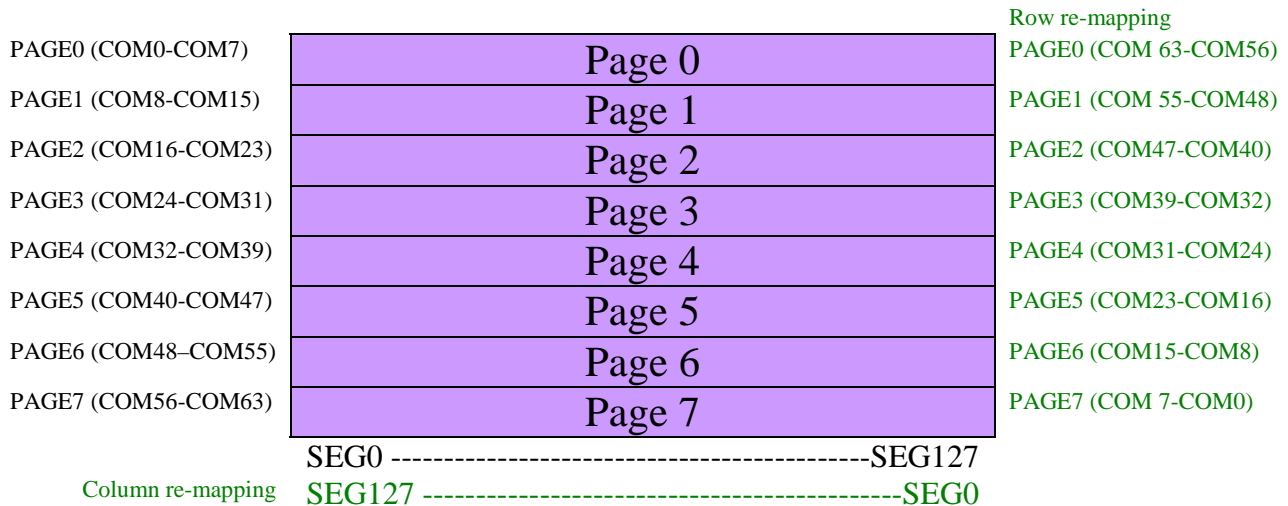 Row re-mapping
PAGE0 (COM0-COM7) Page 0 PAGE0 (COM 63-COM56)
PAGE1 (COM8-COM15) Page 1 PAGE1 (COM 55-COM48)
PAGE2 (COM16-COM23) Page 2 PAGE2 (COM47-COM40)
PAGE3 (COM24-COM31) Page 3 PAGE3 (COM39-COM32)
PAGE4 (COM32-COM39) Page 4 PAGE4 (COM31-COM24)
PAGE5 (COM40-COM47) Page 5 PAGE5 (COM23-COM16)
PAGE6 (COM48–COM55) Page 6 PAGE6 (COM15-COM8)
PAGE7 (COM56-COM63) Page 7 PAGE7 (COM 7-COM0)
SEG0 ---------------------------------------------SEG127
Column re-mapping SEG127 ---------------------------------------------SEG0